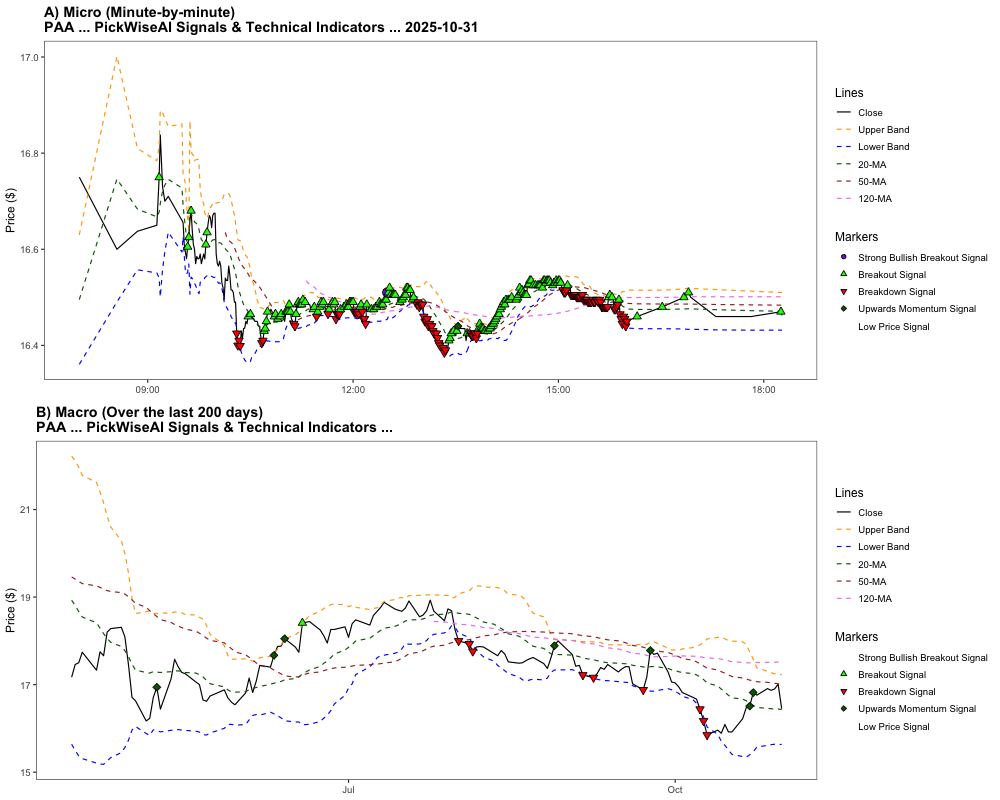 A) Micro (Minute-by-minute)
PAA ... PickWiseAI Signals & Technical Indicators ... 2025-10-31
Price ($)
17.0
16.8
16.6
16.4
09:00
12:00
15:00
18:00
Lines
Close
Upper Band
Lower Band
20-MA
50-MA
120-MA
Markers
Strong Bullish Breakout Signal
Breakout Signal
Breakdown Signal
Upwards Momentum Signal
Low Price Signal
B) Macro (Over the last 200 days)
PAA ... PickWiseAI Signals & Technical Indicators ...
Price ($)
21
19
17
15
Jul
Oct
Lines
Close
Upper Band
Lower Band
20-MA
50-MA
120-MA
Markers
Strong Bullish Breakout Signal
Breakout Signal
Breakdown Signal
Upwards Momentum Signal
Low Price Signal